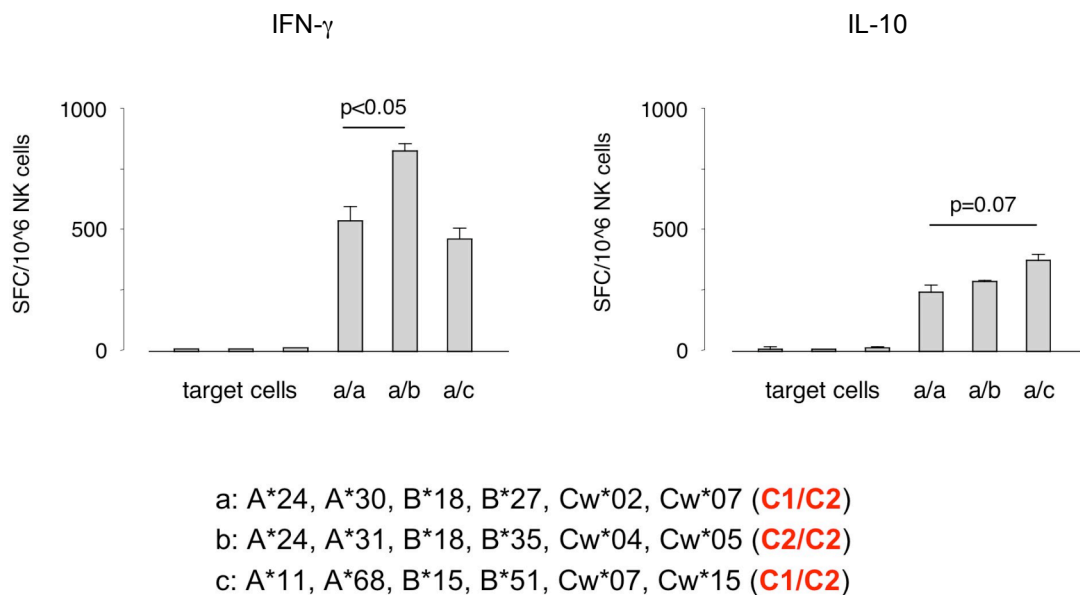 IFN-γ
1000
500
0
SFC/10^6 NK cells
p<0.05
target cells a/a a/b a/c
IL-10
1000
500
0
SFC/10^6 NK cells
p=0.07
target cells a/a a/b a/c
a: A*24, A*30, B*18, B*27, Cw*02, Cw*07 (C1/C2)
b: A*24, A*31, B*18, B*35, Cw*04, Cw*05 (C2/C2)
c: A*11, A*68, B*15, B*51, Cw*07, Cw*15 (C1/C2)